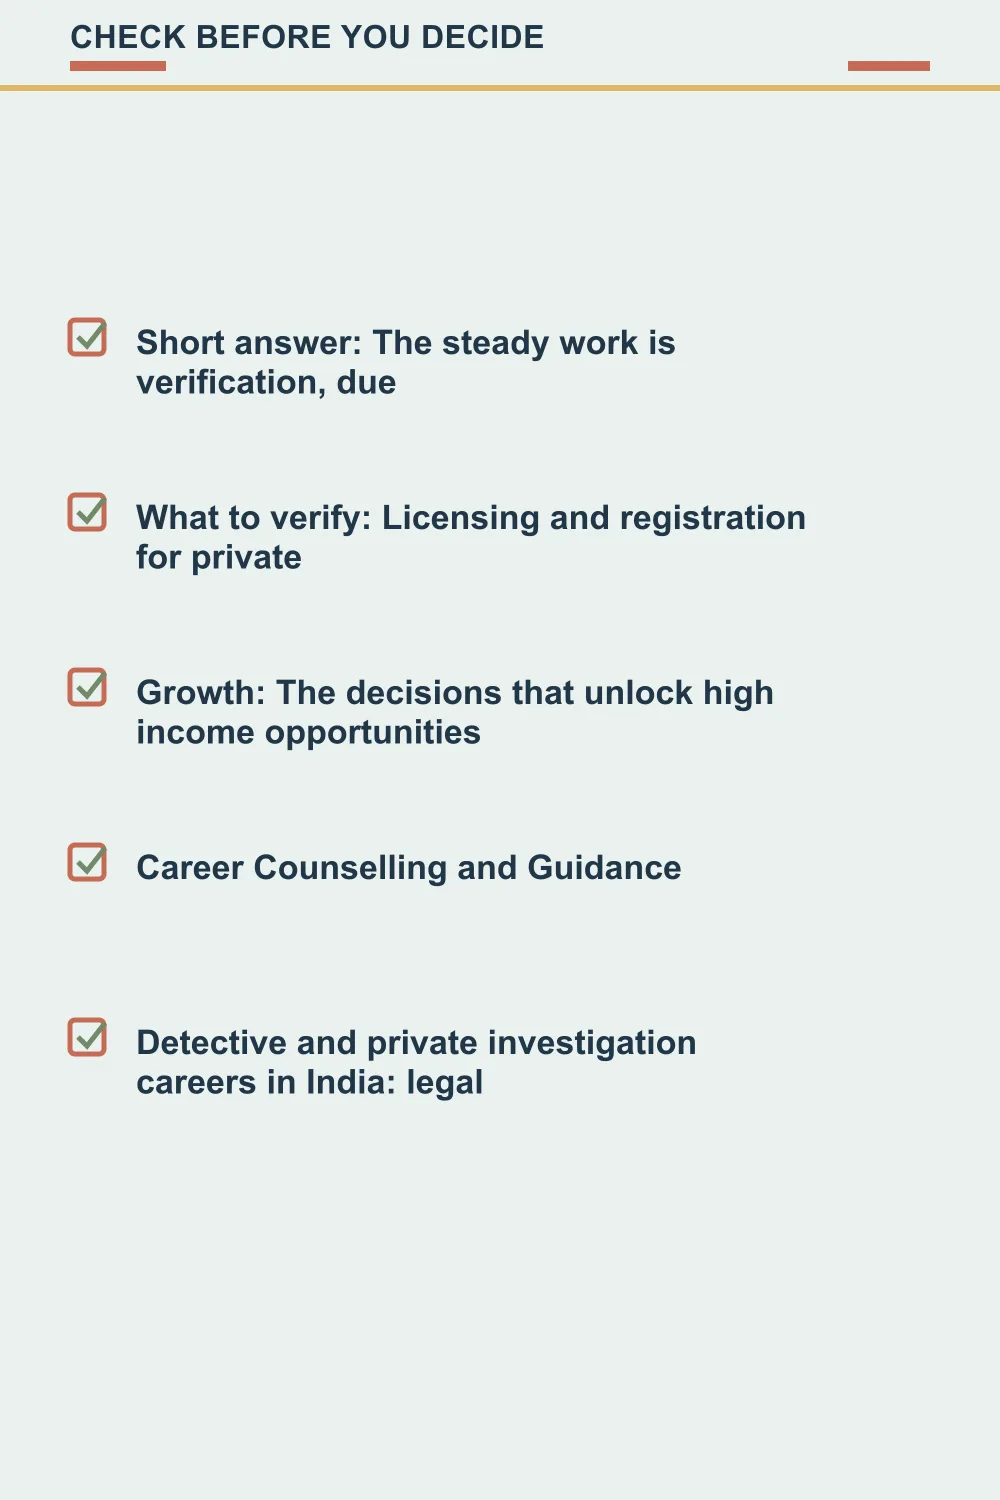 CHECK BEFORE YOU DECIDE
Short answer: The steady work is
verification, due
What to verify: Licensing and registration
for private
Growth: The decisions that unlock high
income opportunities
Career Counselling and Guidance
Detective and private investigation
careers in India: legal